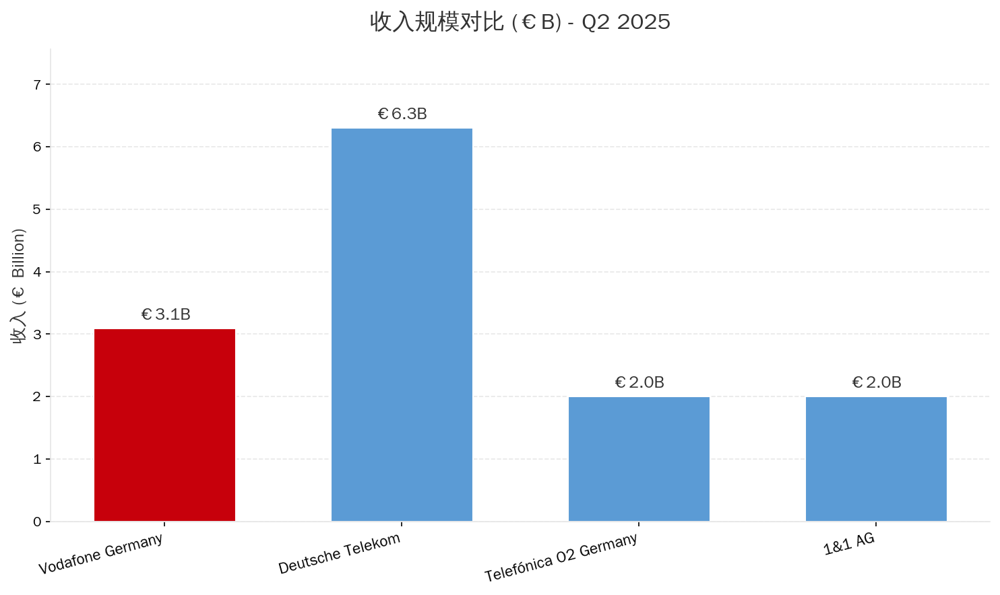 收入规模对比 (€ B) - Q2 2025
收入 (€ Billion)
7
6
5
4
3
2
1
0
€ 3.1B
€ 6.3B
€ 2.0B
€ 2.0B
Vodafone Germany
Deutsche Telekom
Telefónica O2 Germany
1&1 AG